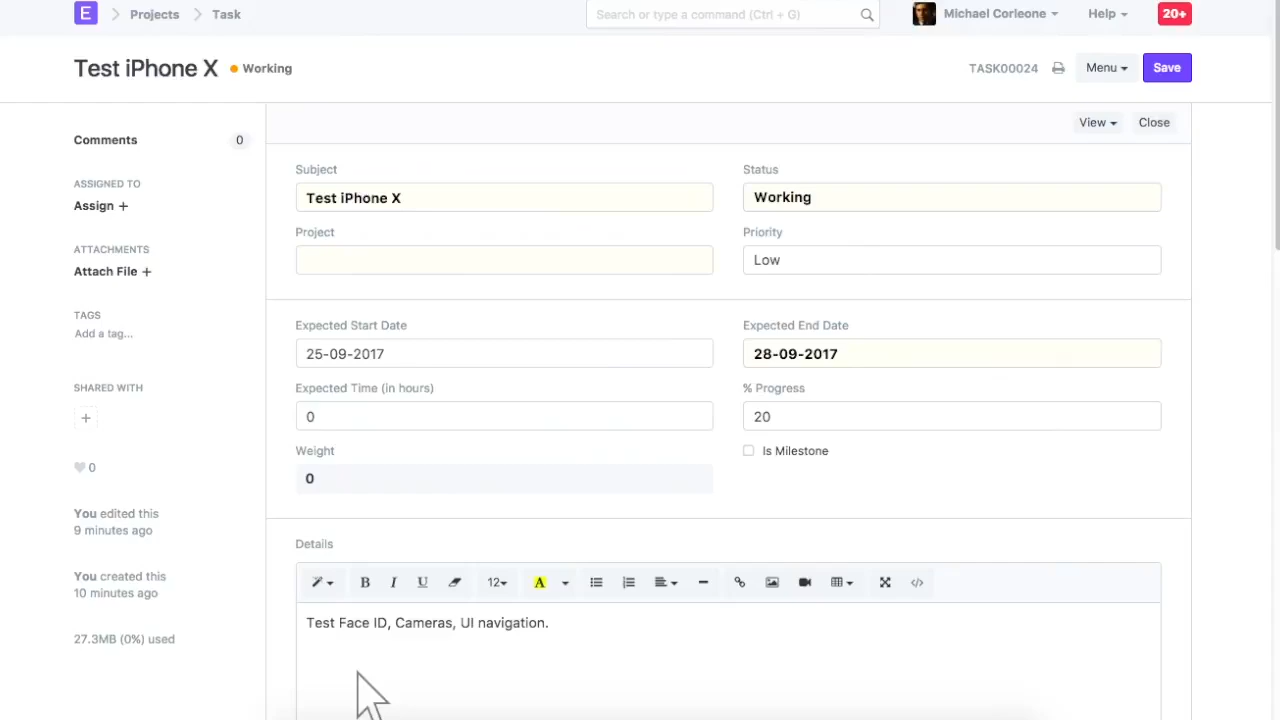 E Projects Task Search or type a command (Ctrl + G) Michael Corleone Help 20+
Test iPhone X Working TASK00024 Menu Save
Comments 0
View Close
ASSIGNED TO
Assign +
ATTACHMENTS
Attach File +
TAGS
Add a tag...
SHARED WITH
+
0
You edited this
9 minutes ago
You created this
10 minutes ago
27.3MB (0%) used
Subject
Test iPhone X
Status
Working
Project
Priority
Low
Expected Start Date
25-09-2017
Expected End Date
28-09-2017
Expected Time (in hours)
0
% Progress
20
Weight
0
Is Milestone
Details
B I U 12 A
Test Face ID, Cameras, UI navigation.